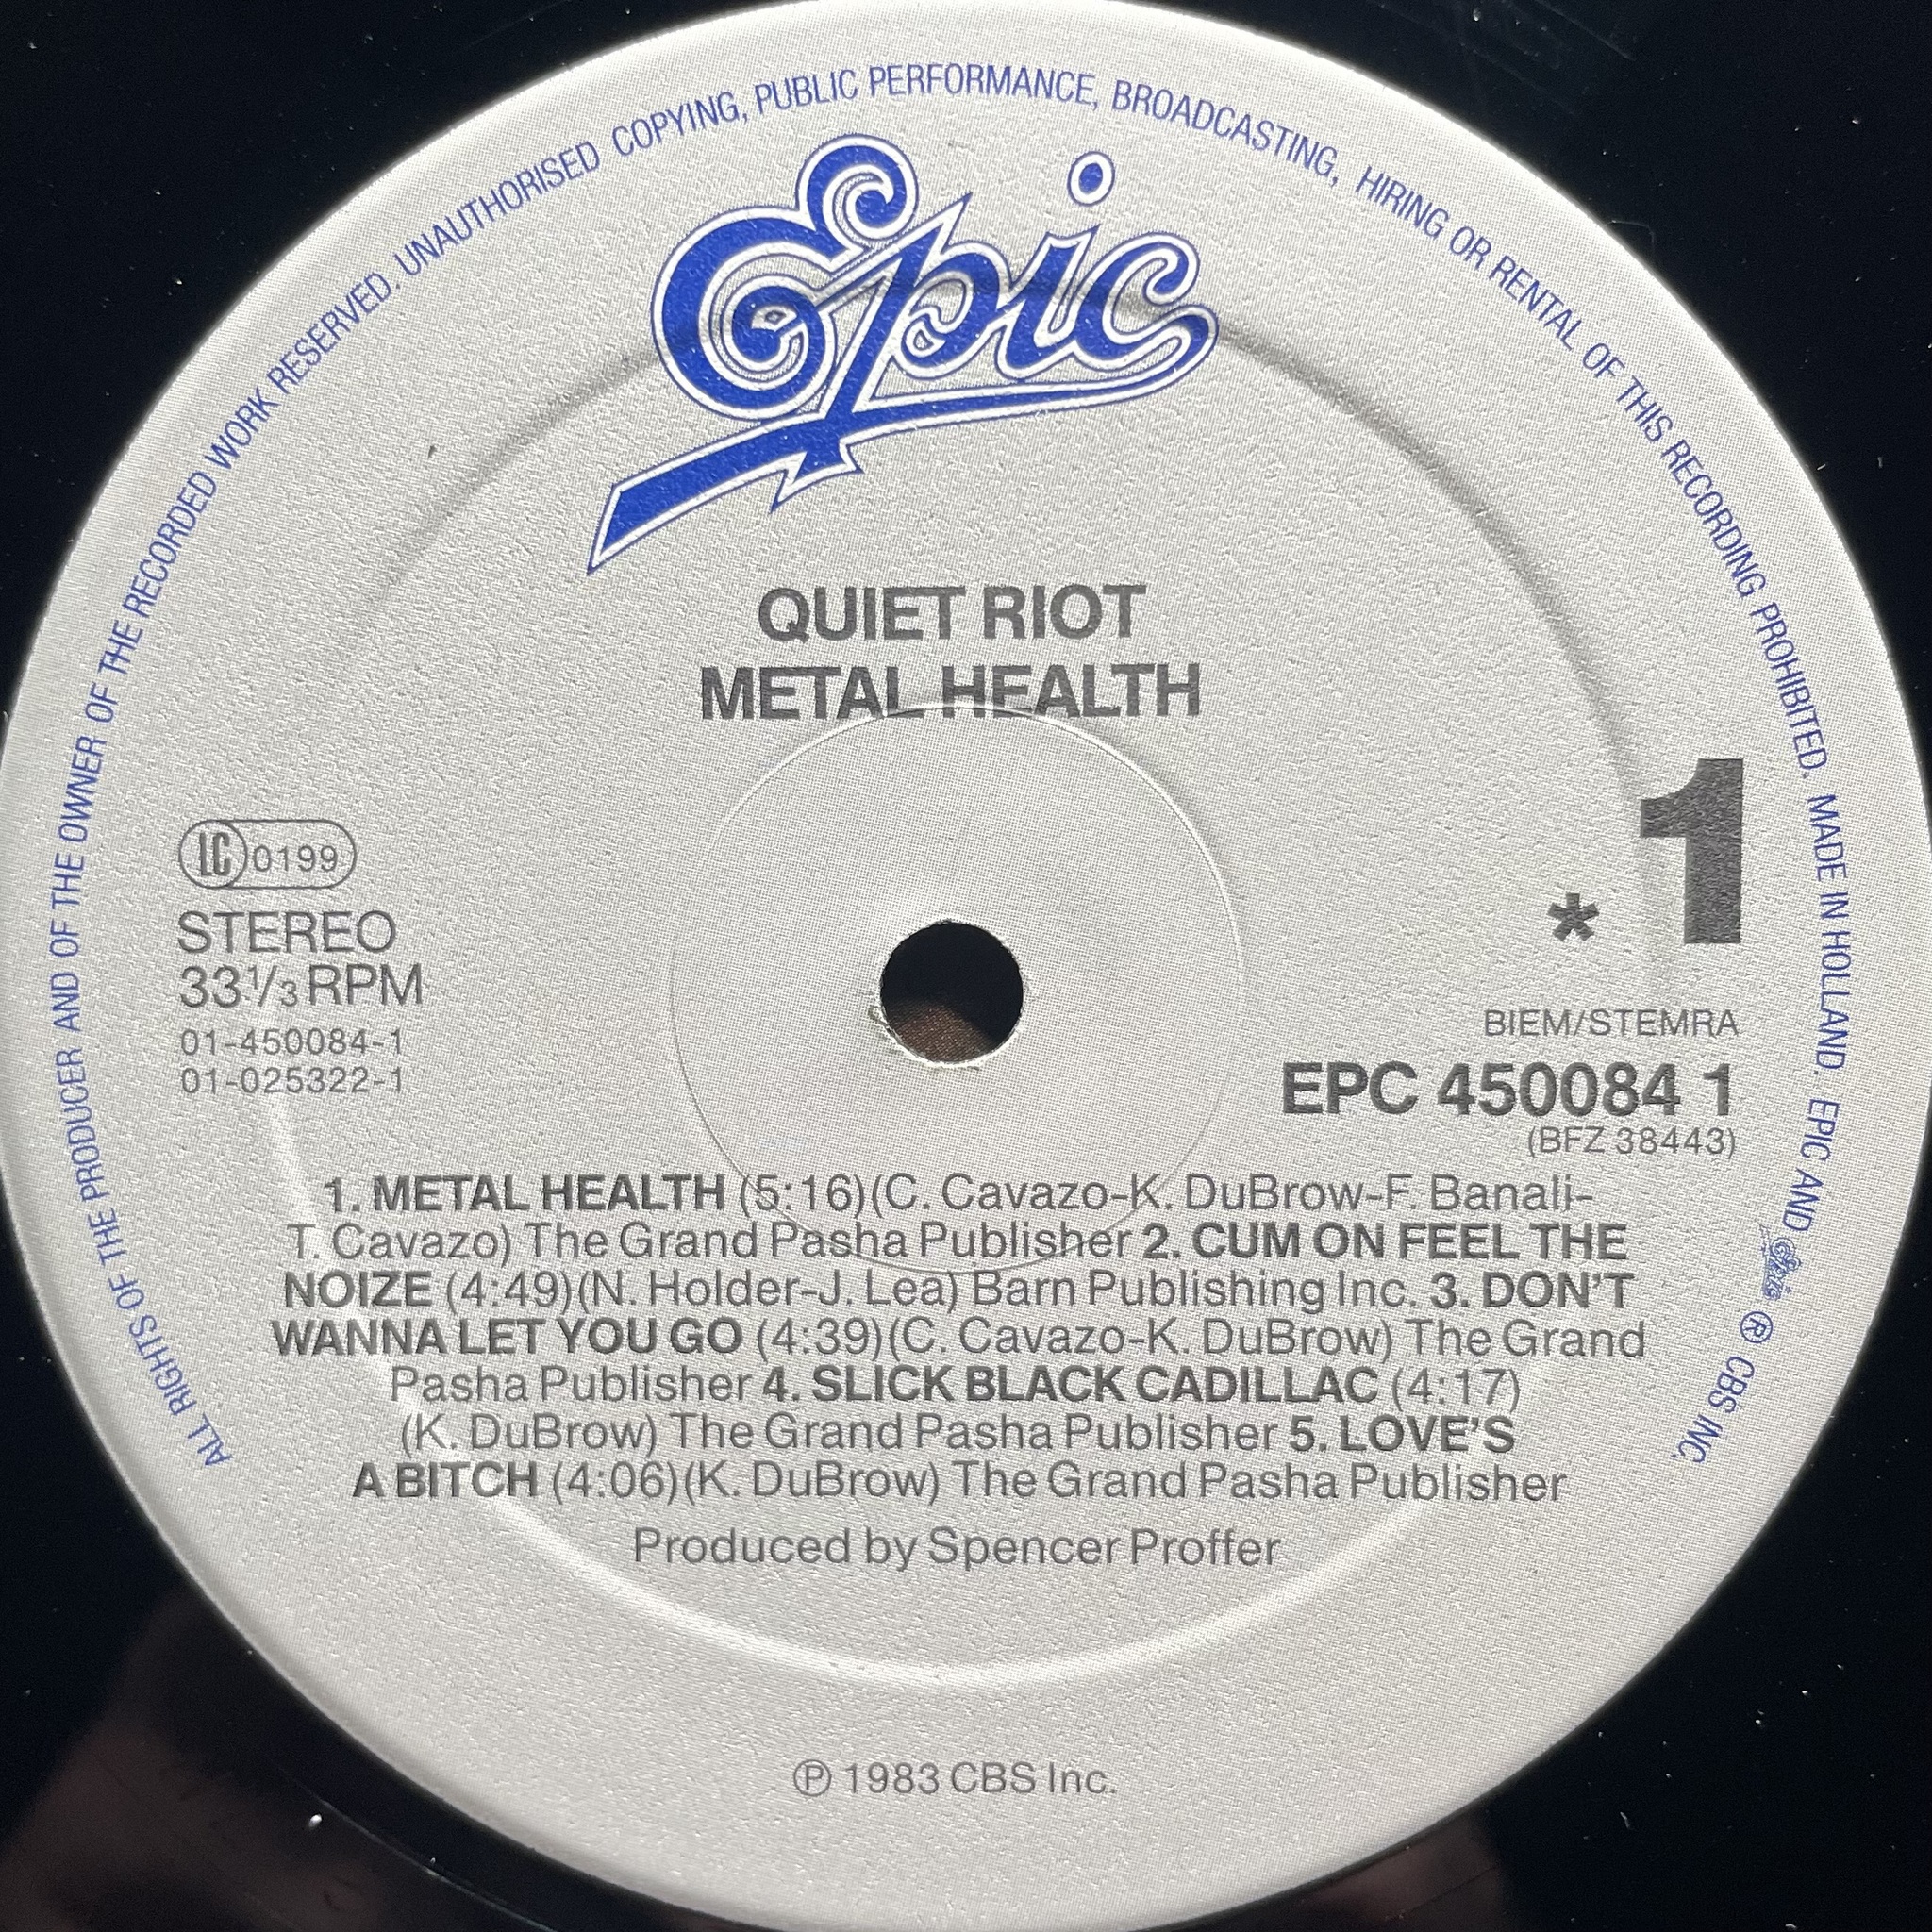 ALL RIGHTS OF THE PRODUCER AND OF THE OWNER OF THE RECORDED WORK RESERVED. UNAUTHORISED COPYING, PUBLIC PERFORMANCE, BROADCASTING, HIRING OR RENTAL OF THIS RECORDING PROHIBITED. MADE IN HOLLAND. EPIC AND Epic ® CBS INC.
Epic
QUIET RIOT
METAL HEALTH
1
*
LC 0199
STEREO
33 1/3 RPM
01-450084-1
01-025322-1
BIEM/STEMRA
EPC 450084 1
(BFZ 38443)
1. METAL HEALTH (5:16)(C. Cavazo-K. DuBrow-F. Banali-
T. Cavazo) The Grand Pasha Publisher 2. CUM ON FEEL THE
NOIZE (4:49)(N. Holder-J. Lea) Barn Publishing Inc. 3. DON'T
WANNA LET YOU GO (4:39)(C. Cavazo-K. DuBrow) The Grand
Pasha Publisher 4. SLICK BLACK CADILLAC (4:17)
(K. DuBrow) The Grand Pasha Publisher 5. LOVE'S
A BITCH (4:06)(K. DuBrow) The Grand Pasha Publisher
Produced by Spencer Proffer
℗ 1983 CBS Inc.